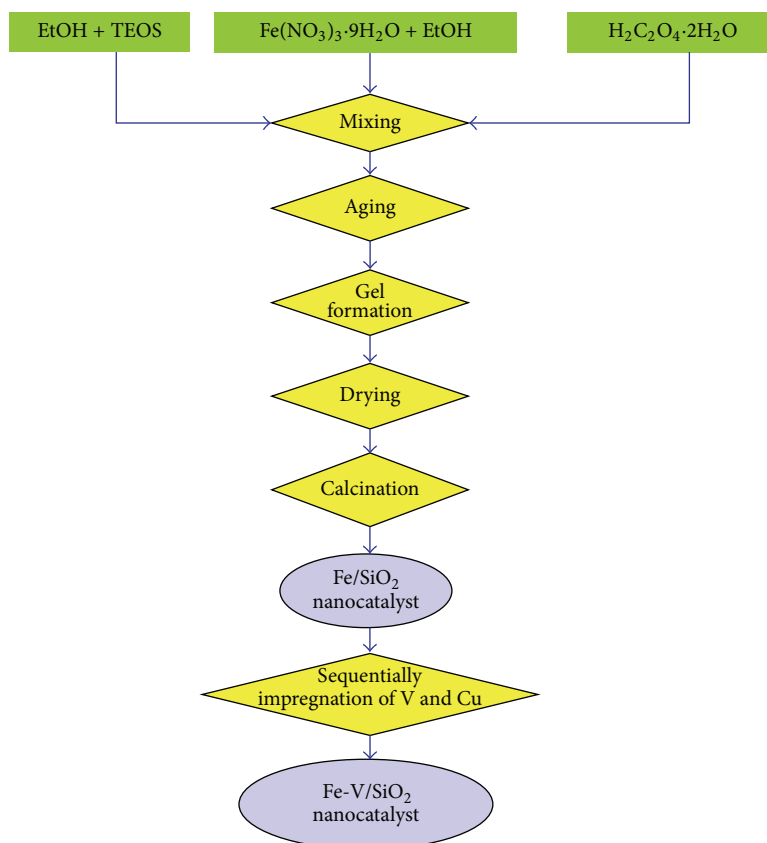 EtOH + TEOS
Fe(NO₃)₃·9H₂O + EtOH
H₂C₂O₄·2H₂O
Mixing
Aging
Gel
formation
Drying
Calcination
Fe/SiO₂
nanocatalyst
Sequentially
impregnation of V and Cu
Fe-V/SiO₂
nanocatalyst